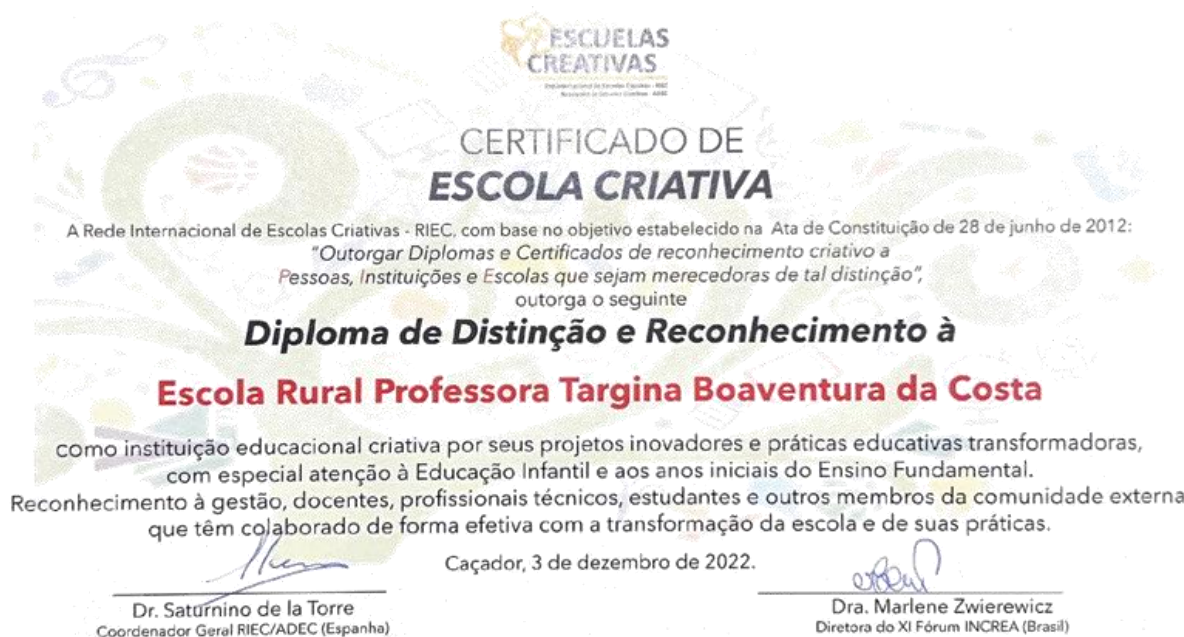 ESCUELAS
CREATIVAS
CERTIFICADO DE
ESCOLA CRIATIVA
A Rede Internacional de Escolas Criativas - RIEC, com base no objetivo estabelecido na Ata de Constituição de 28 de junho de 2012:
"Outorgar Diplomas e Certificados de reconhecimento criativo a
Pessoas, Instituições e Escolas que sejam merecedoras de tal distinção",
outorga o seguinte
Diploma de Distinção e Reconhecimento à
Escola Rural Professora Targina Boaventura da Costa
como instituição educacional criativa por seus projetos inovadores e práticas educativas transformadoras,
com especial atenção à Educação Infantil e aos anos iniciais do Ensino Fundamental.
Reconhecimento à gestão, docentes, profissionais técnicos, estudantes e outros membros da comunidade externa
que têm colaborado de forma efetiva com a transformação da escola e de suas práticas.
Caçador, 3 de dezembro de 2022.
Dr. Saturnino de la Torre
Coordenador Geral RIEC/ADEC (Espanha)
Dra. Marlene Zwierewicz
Diretora do XI Fórum INCREA (Brasil)